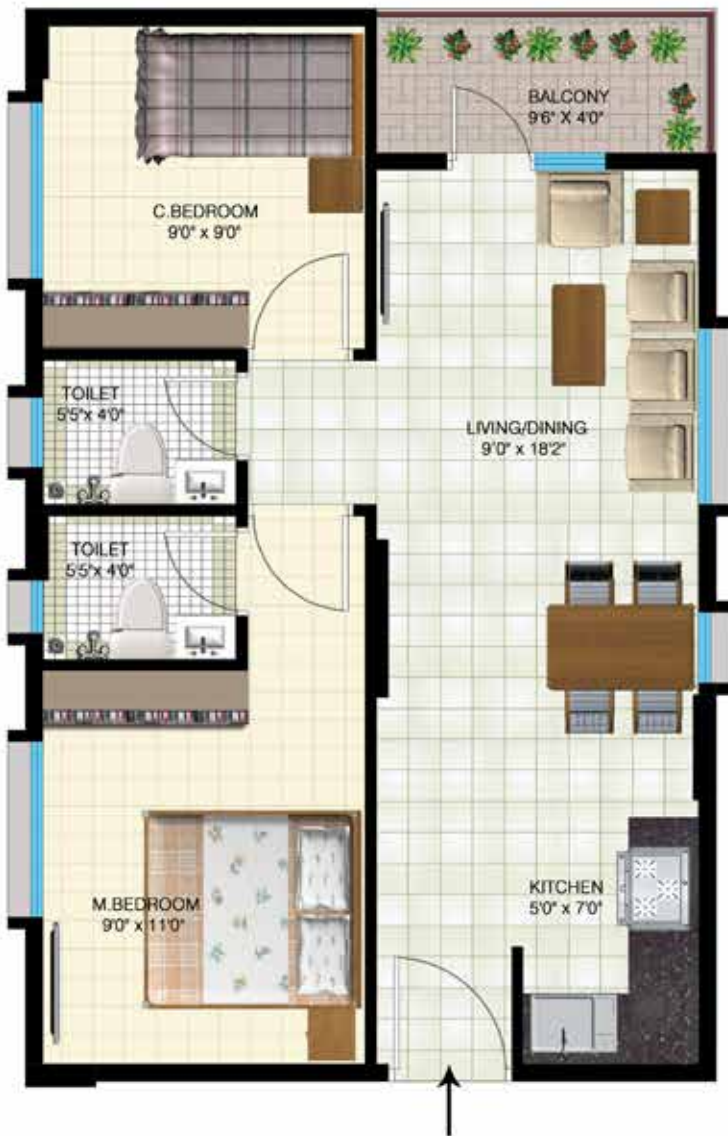 BALCONY
9'6" X 4'0"
C.BEDROOM
9'0" x 9'0"
TOILET
5'5"x 4'0"
LIVING/DINING
9'0" x 18'2"
TOILET
5'5"x 4'0"
M.BEDROOM
9'0" x 11'0"
KITCHEN
5'0" x 7'0"